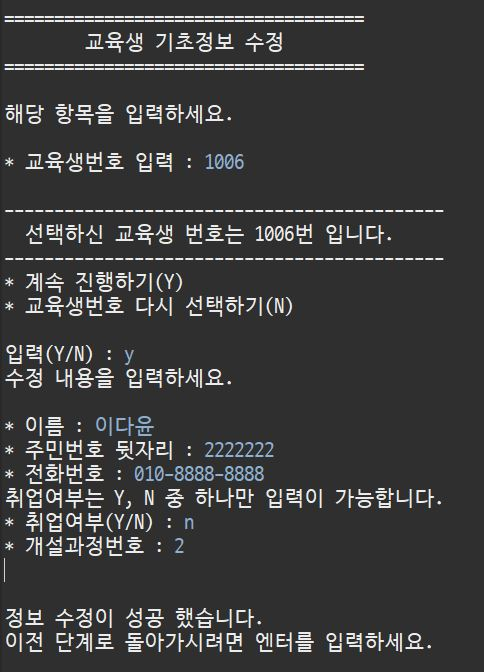 ====================================
교육생 기초정보 수정
====================================
해당 항목을 입력하세요.
* 교육생번호 입력 : 1006
--------------------------------------------
선택하신 교육생 번호는 1006번 입니다.
--------------------------------------------
* 계속 진행하기(Y)
* 교육생번호 다시 선택하기(N)
입력(Y/N) : y
수정 내용을 입력하세요.
* 이름 : 이다윤
* 주민번호 뒷자리 : 2222222
* 전화번호 : 010-8888-8888
취업여부는 Y, N 중 하나만 입력이 가능합니다.
* 취업여부(Y/N) : n
* 개설과정번호 : 2
정보 수정이 성공 했습니다.
이전 단계로 돌아가시려면 엔터를 입력하세요.